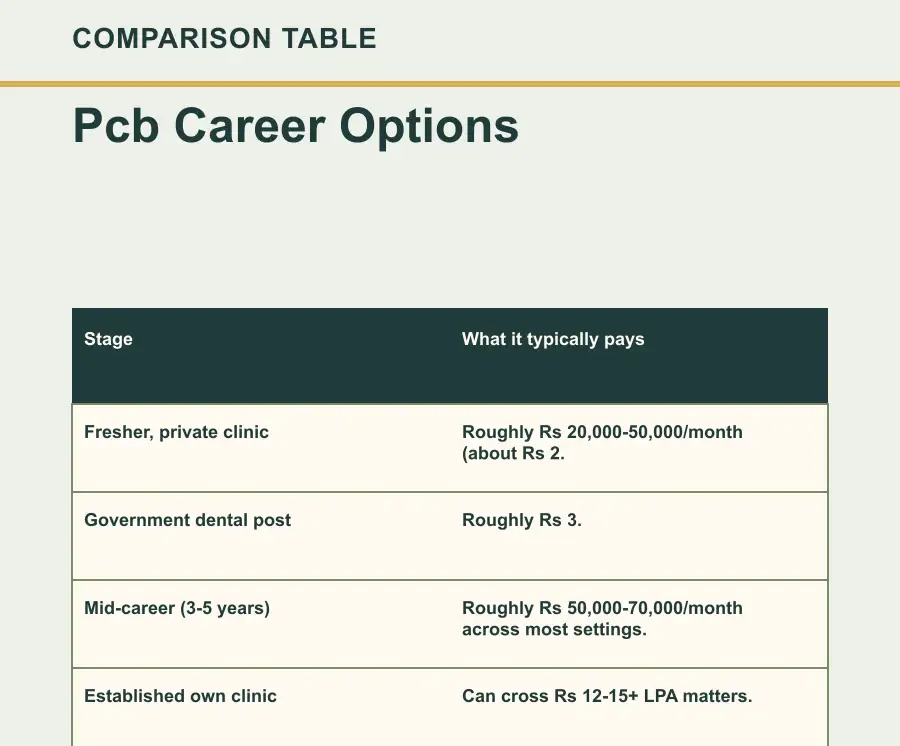 COMPARISON TABLE
Pcb Career Options
Stage
What it typically pays
Fresher, private clinic
Roughly Rs 20,000-50,000/month
(about Rs 2.
Government dental post
Roughly Rs 3.
Mid-career (3-5 years)
Roughly Rs 50,000-70,000/month
across most settings.
Established own clinic
Can cross Rs 12-15+ LPA matters.